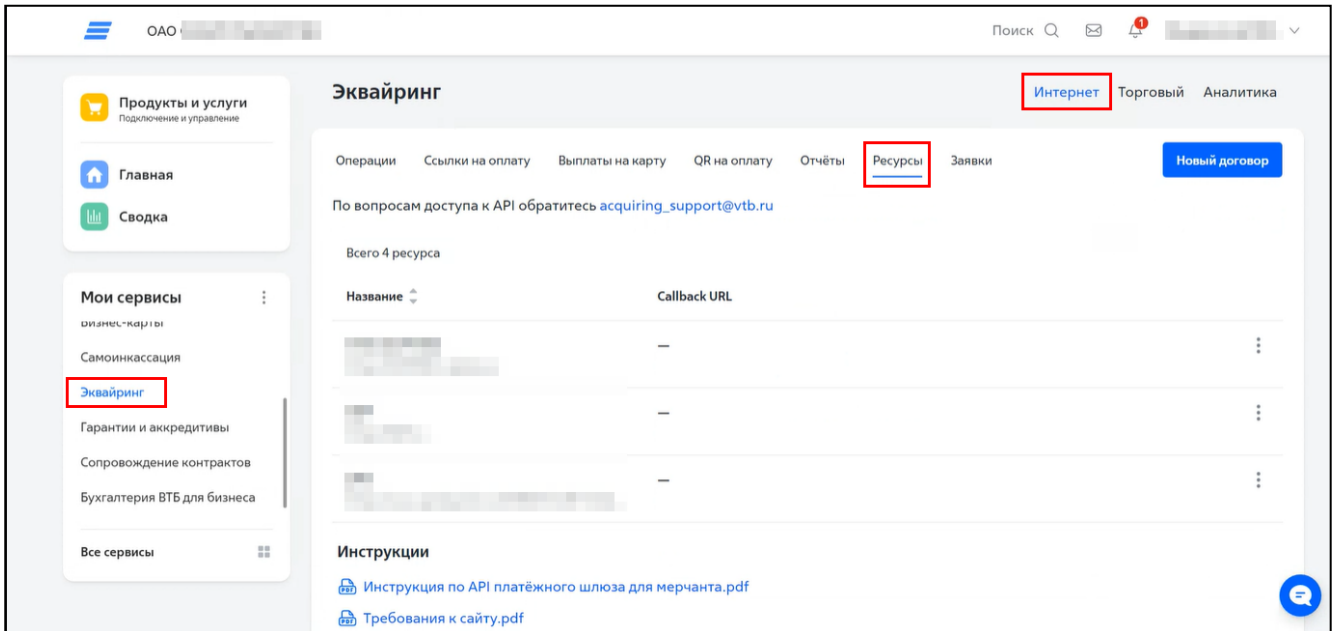 ОАО
Поиск
1
Продукты и услуги
Подключение и управление
Главная
Сводка
Мои сервисы
Бизнес-карты
Самоинкассация
Эквайринг
Гарантии и аккредитивы
Сопровождение контрактов
Бухгалтерия ВТБ для бизнеса
Все сервисы
Эквайринг
Интернет Торговый Аналитика
Операции Ссылки на оплату Выплаты на карту QR на оплату Отчёты Ресурсы Заявки Новый договор
По вопросам доступа к API обратитесь acquiring_support@vtb.ru
Всего 4 ресурса
Название Callback URL
—
—
—
Инструкции
Инструкция по API платёжного шлюза для мерчанта.pdf
Требования к сайту.pdf